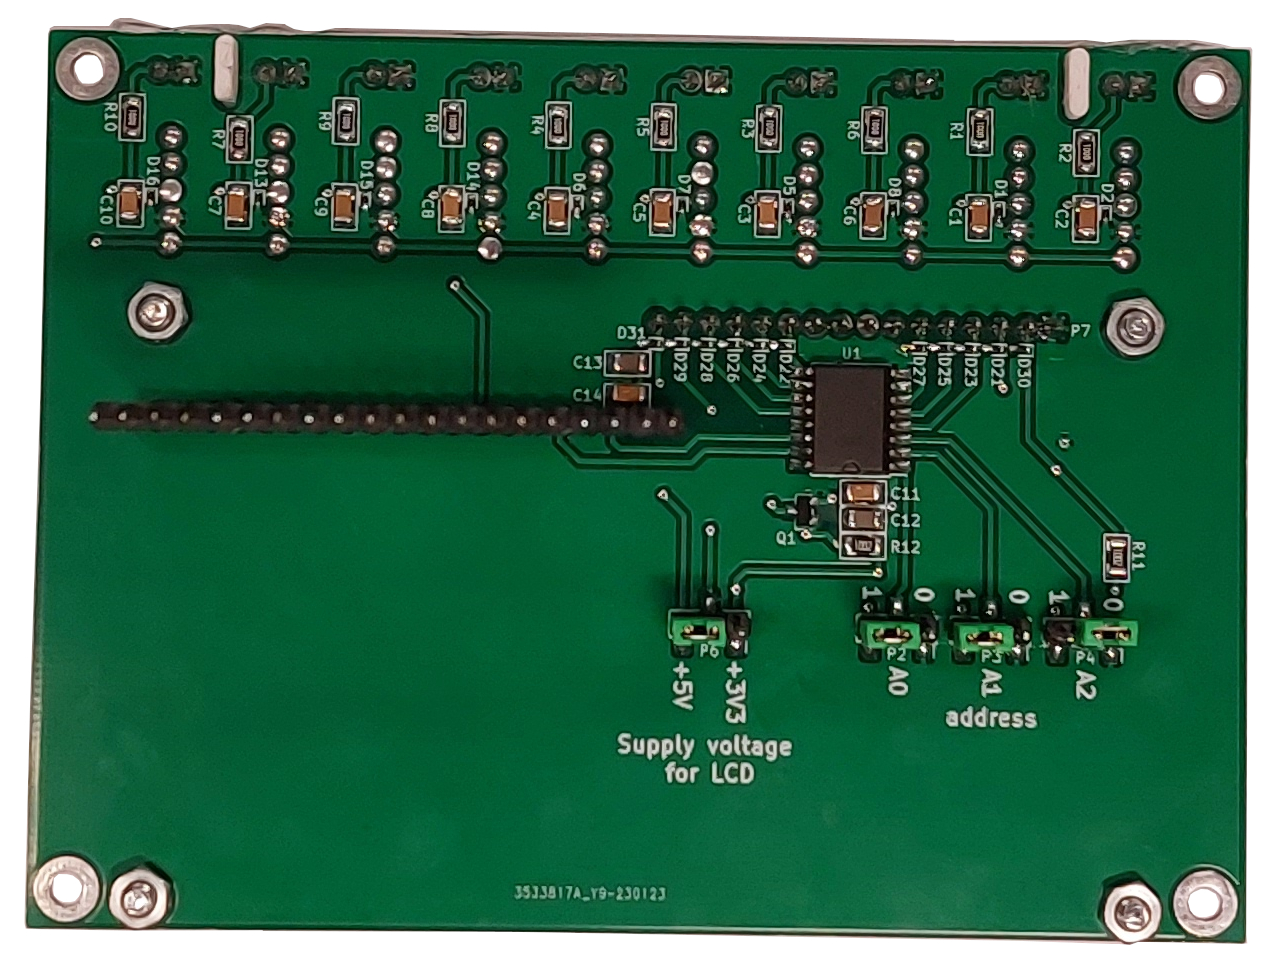 R10
R7
R9
R8
R4
R5
R3
R6
R1
R2
D16
D13
D15
D14
D6
D7
D5
D8
D1
D2
C10
C7
C9
C8
C4
C5
C3
C6
C1
C2
D31
D29
D28
D26
D24
D22
U1
D27
D25
D23
D30
P7
C13
C14
C11
C12
R12
Q1
R11
1 0 1 0 1 0
P6 P2 P3 P4
+5V +3V3 A0 A1 A2
address
Supply voltage
for LCD
3533817A_Y9-230123